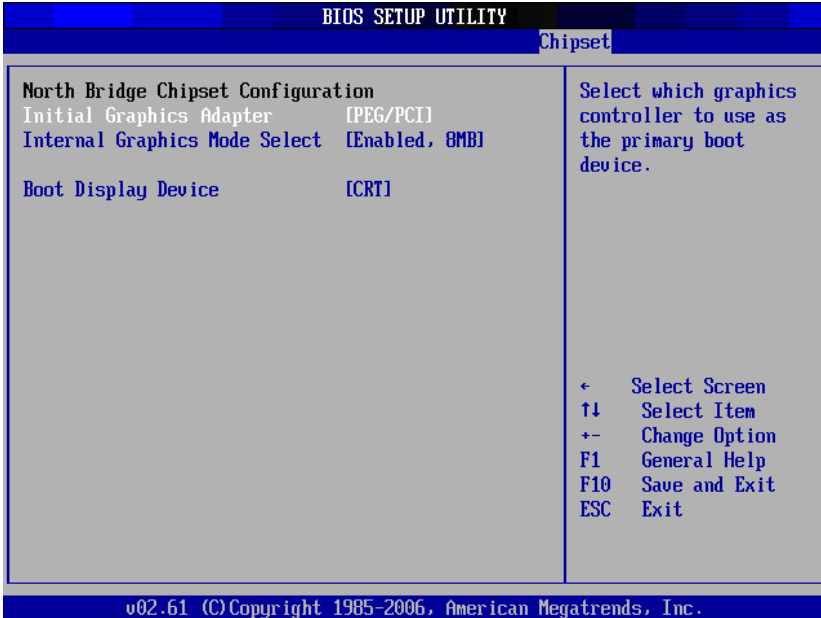 BIOS SETUP UTILITY
Chipset
North Bridge Chipset Configuration
Initial Graphics Adapter [PEG/PCI]
Internal Graphics Mode Select [Enabled, 8MB]
Boot Display Device [CRT]
Select which graphics
controller to use as
the primary boot
device.
← Select Screen
↑↓ Select Item
+- Change Option
F1 General Help
F10 Save and Exit
ESC Exit
v02.61 (C)Copyright 1985-2006, American Megatrends, Inc.